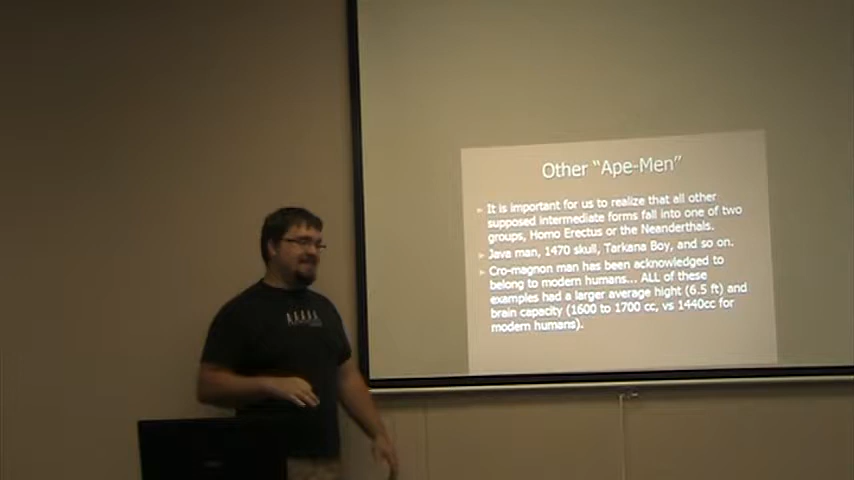 Other “Ape-Men”
It is important for us to realize that all other
supposed intermediate forms fall into one of two
groups, Homo Erectus or the Neanderthals.
Java man, 1470 skull, Tarkana Boy, and so on.
Cro-magnon man has been acknowledged to
belong to modern humans... ALL of these
examples had a larger average hight (6.5 ft) and
brain capacity (1600 to 1700 cc, vs 1440cc for
modern humans).